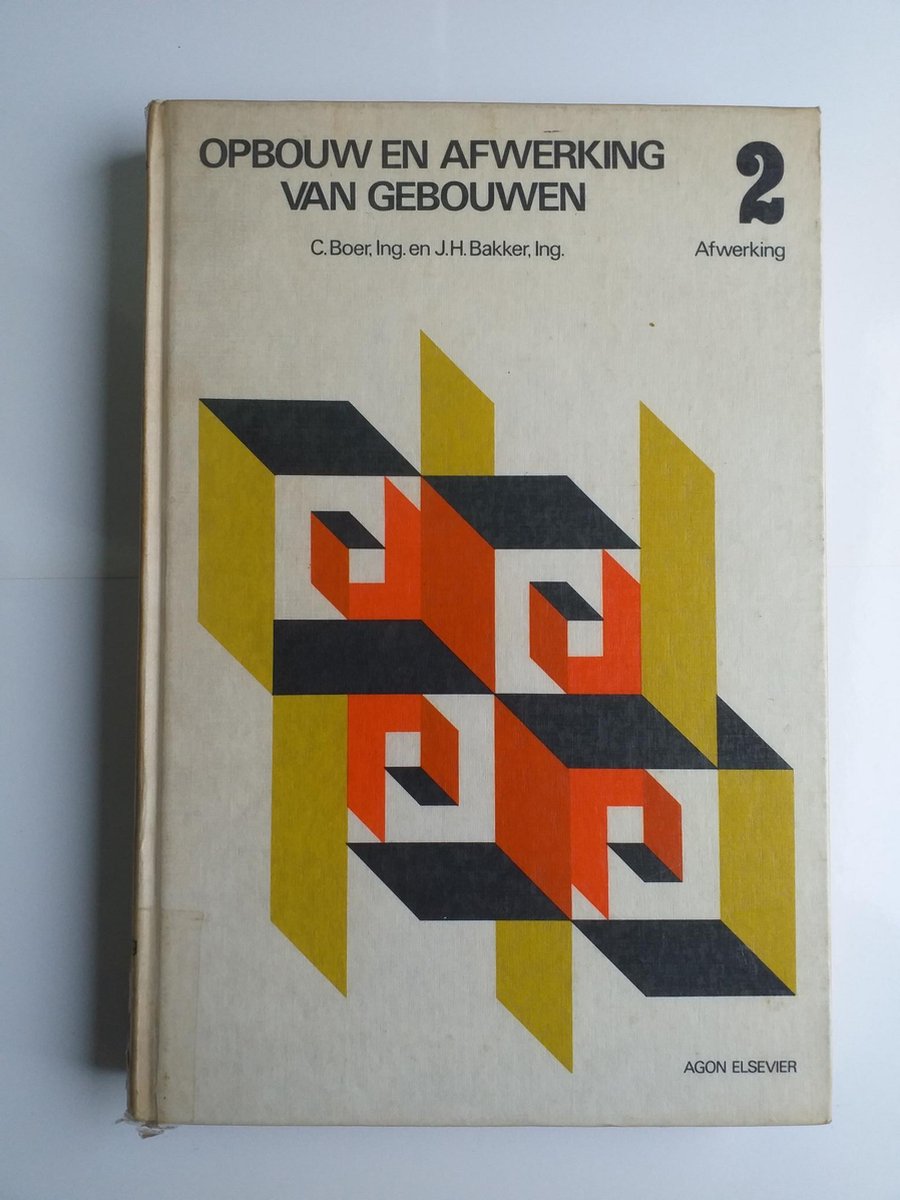 OPBOUW EN AFWERKING
VAN GEBOUWEN
C. Boer, Ing. en J.H. Bakker, Ing.
2
Afwerking
AGON ELSEVIER